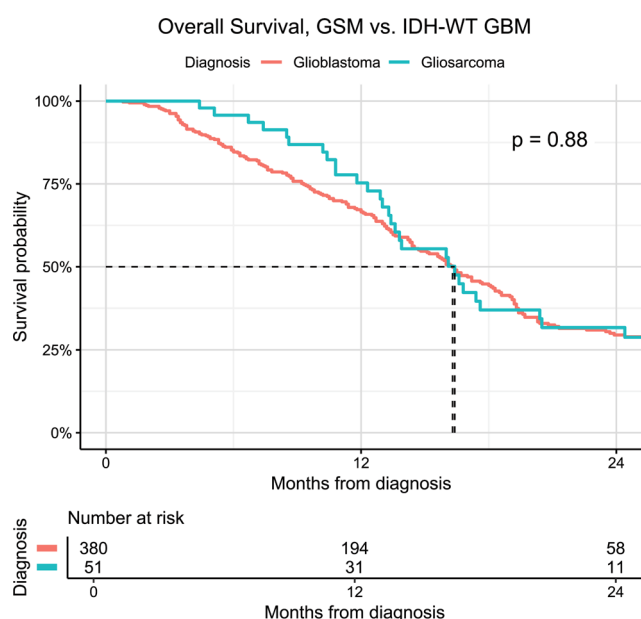 Overall Survival, GSM vs. IDH-WT GBM
Diagnosis Glioblastoma Gliosarcoma
100%
p = 0.88
75%
50%
25%
0%
Survival probability
0 12 24
Months from diagnosis
Number at risk
Diagnosis
380 194 58
51 31 11
0 12 24
Months from diagnosis